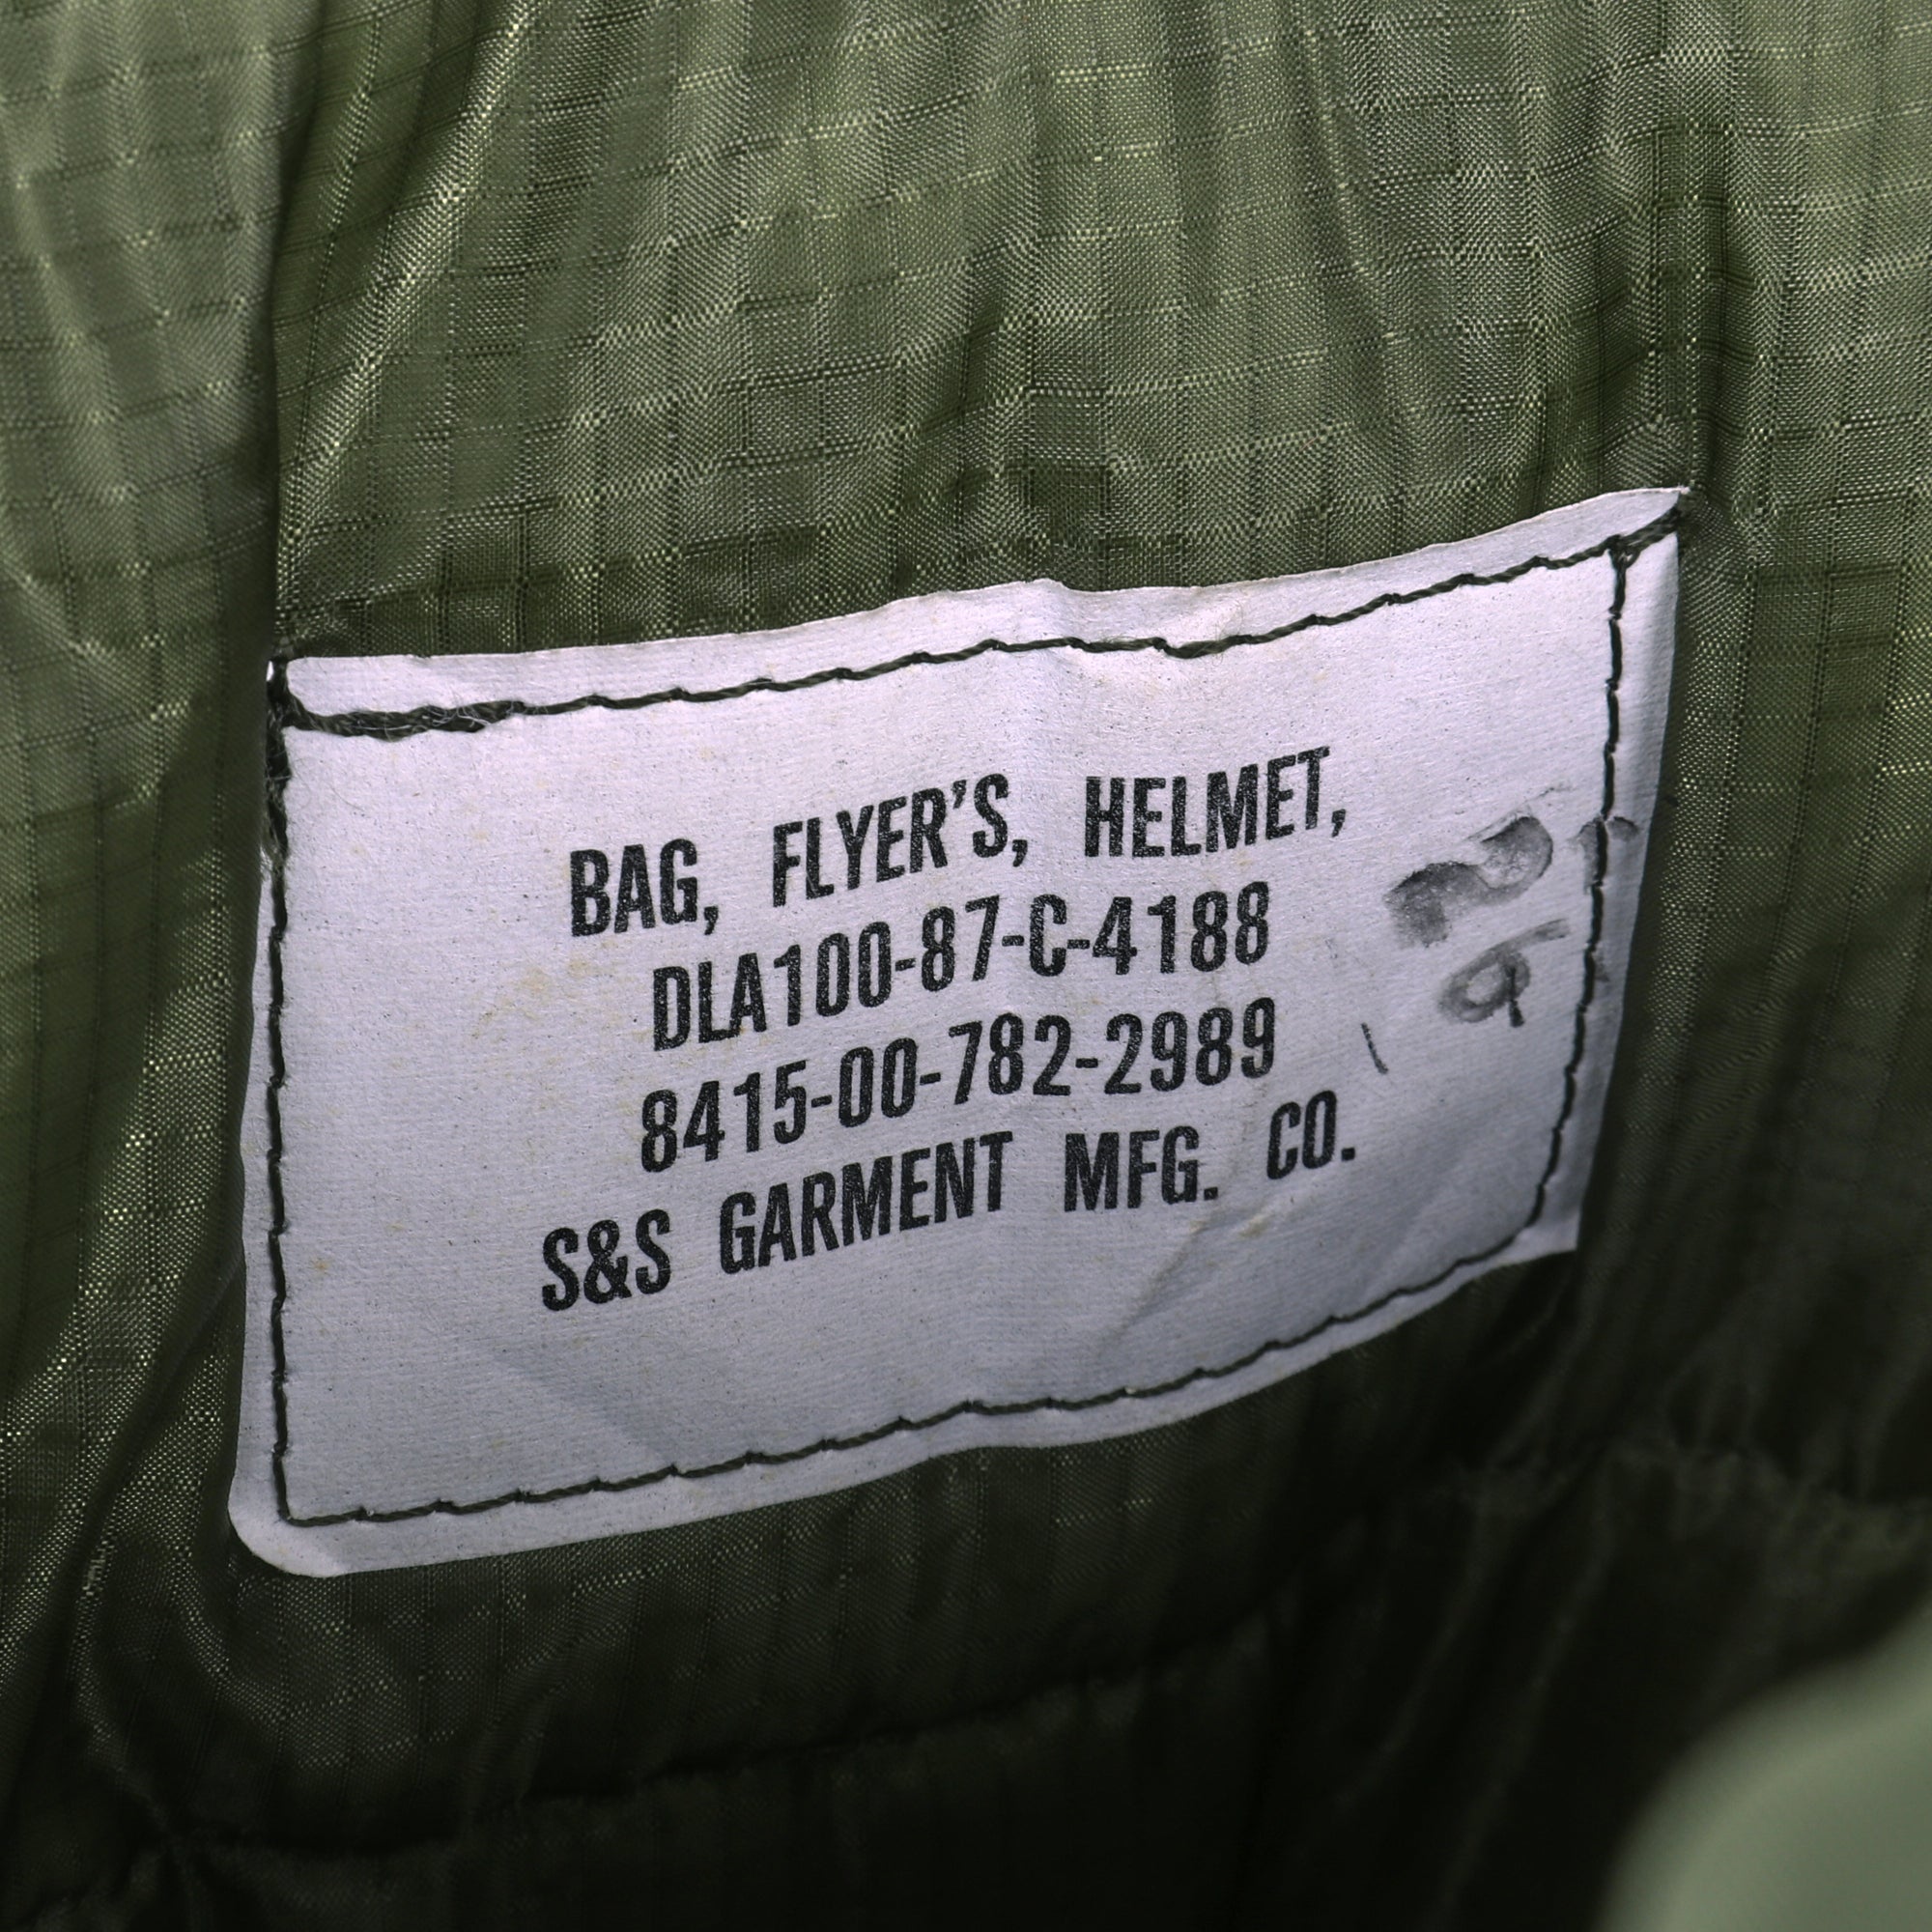 BAG, FLYER'S, HELMET,
DLA100-87-C-4188
8415-00-782-2989
S&S GARMENT MFG. CO.